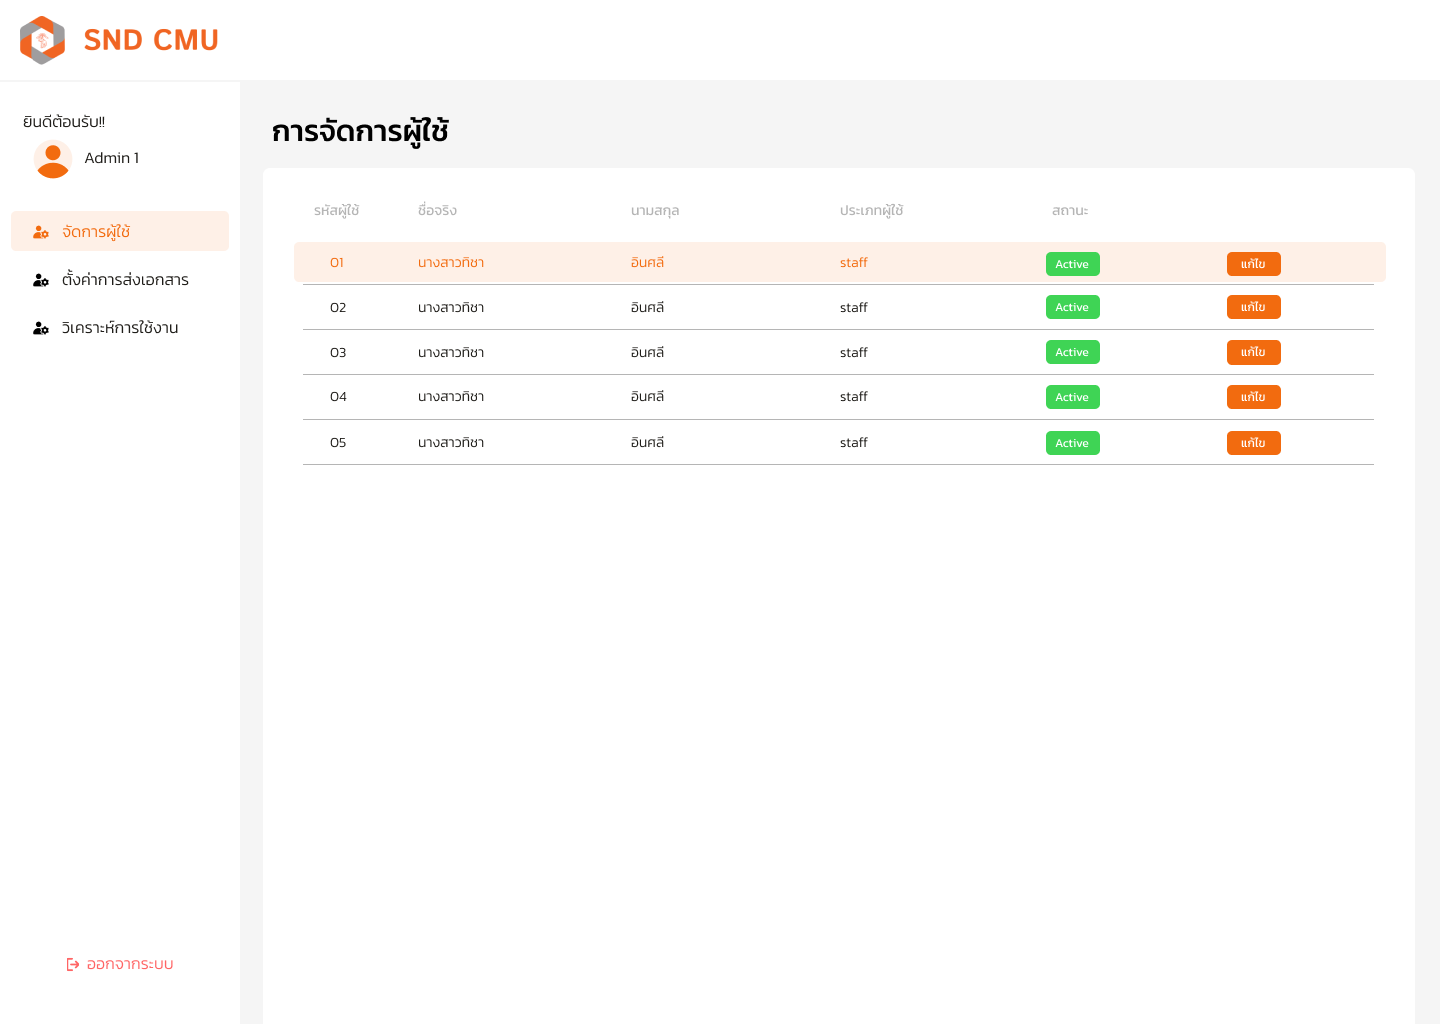 SND CMU
ยินดีต้อนรับ!!
Admin 1
จัดการผู้ใช้
ตั้งค่าการส่งเอกสาร
วิเคราะห์การใช้งาน
ออกจากระบบ
การจัดการผู้ใช้
รหัสผู้ใช้ ชื่อจริง นามสกุล ประเภทผู้ใช้ สถานะ
01 นางสาวทิชา อินศลี staff Active แก้ไข
02 นางสาวทิชา อินศลี staff Active แก้ไข
03 นางสาวทิชา อินศลี staff Active แก้ไข
04 นางสาวทิชา อินศลี staff Active แก้ไข
05 นางสาวทิชา อินศลี staff Active แก้ไข